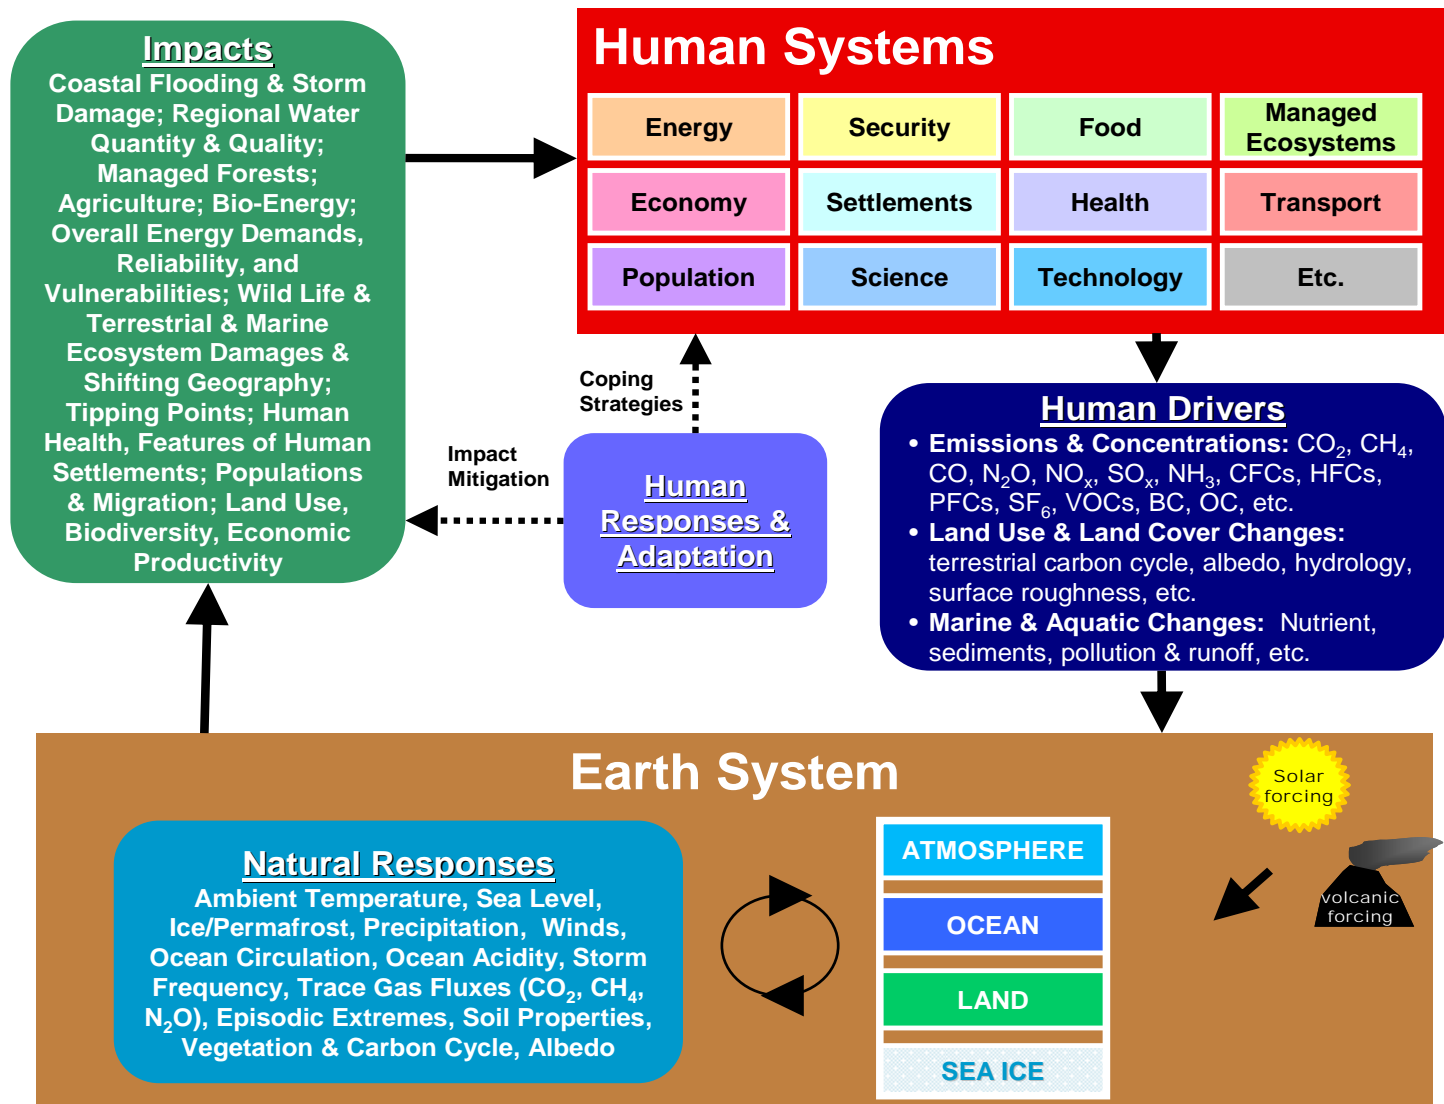 Impacts
Coastal Flooding & Storm
Damage; Regional Water
Quantity & Quality;
Managed Forests;
Agriculture; Bio-Energy;
Overall Energy Demands,
Reliability, and
Vulnerabilities; Wild Life &
Terrestrial & Marine
Ecosystem Damages &
Shifting Geography;
Tipping Points; Human
Health, Features of Human
Settlements; Populations
& Migration; Land Use,
Biodiversity, Economic
Productivity
Human Systems
Energy
Security
Food
Managed
Ecosystems
Economy
Settlements
Health
Transport
Population
Science
Technology
Etc.
Coping
Strategies
Impact
Mitigation
Human
Responses &
Adaptation
Human Drivers
• Emissions & Concentrations: CO₂, CH₄,
CO, N₂O, NOₓ, SOₓ, NH₃, CFCs, HFCs,
PFCs, SF₆, VOCs, BC, OC, etc.
• Land Use & Land Cover Changes:
terrestrial carbon cycle, albedo, hydrology,
surface roughness, etc.
• Marine & Aquatic Changes: Nutrient,
sediments, pollution & runoff, etc.
Earth System
Natural Responses
Ambient Temperature, Sea Level,
Ice/Permafrost, Precipitation, Winds,
Ocean Circulation, Ocean Acidity, Storm
Frequency, Trace Gas Fluxes (CO₂, CH₄,
N₂O), Episodic Extremes, Soil Properties,
Vegetation & Carbon Cycle, Albedo
ATMOSPHERE
OCEAN
LAND
SEA ICE
Solar
forcing
volcanic
forcing